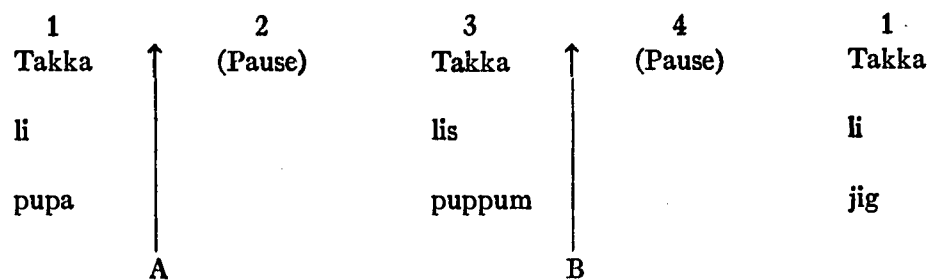 1 2 3 4 1
Takka (Pause) Takka (Pause) Takka
li lis li
pupa puppum jig
A B